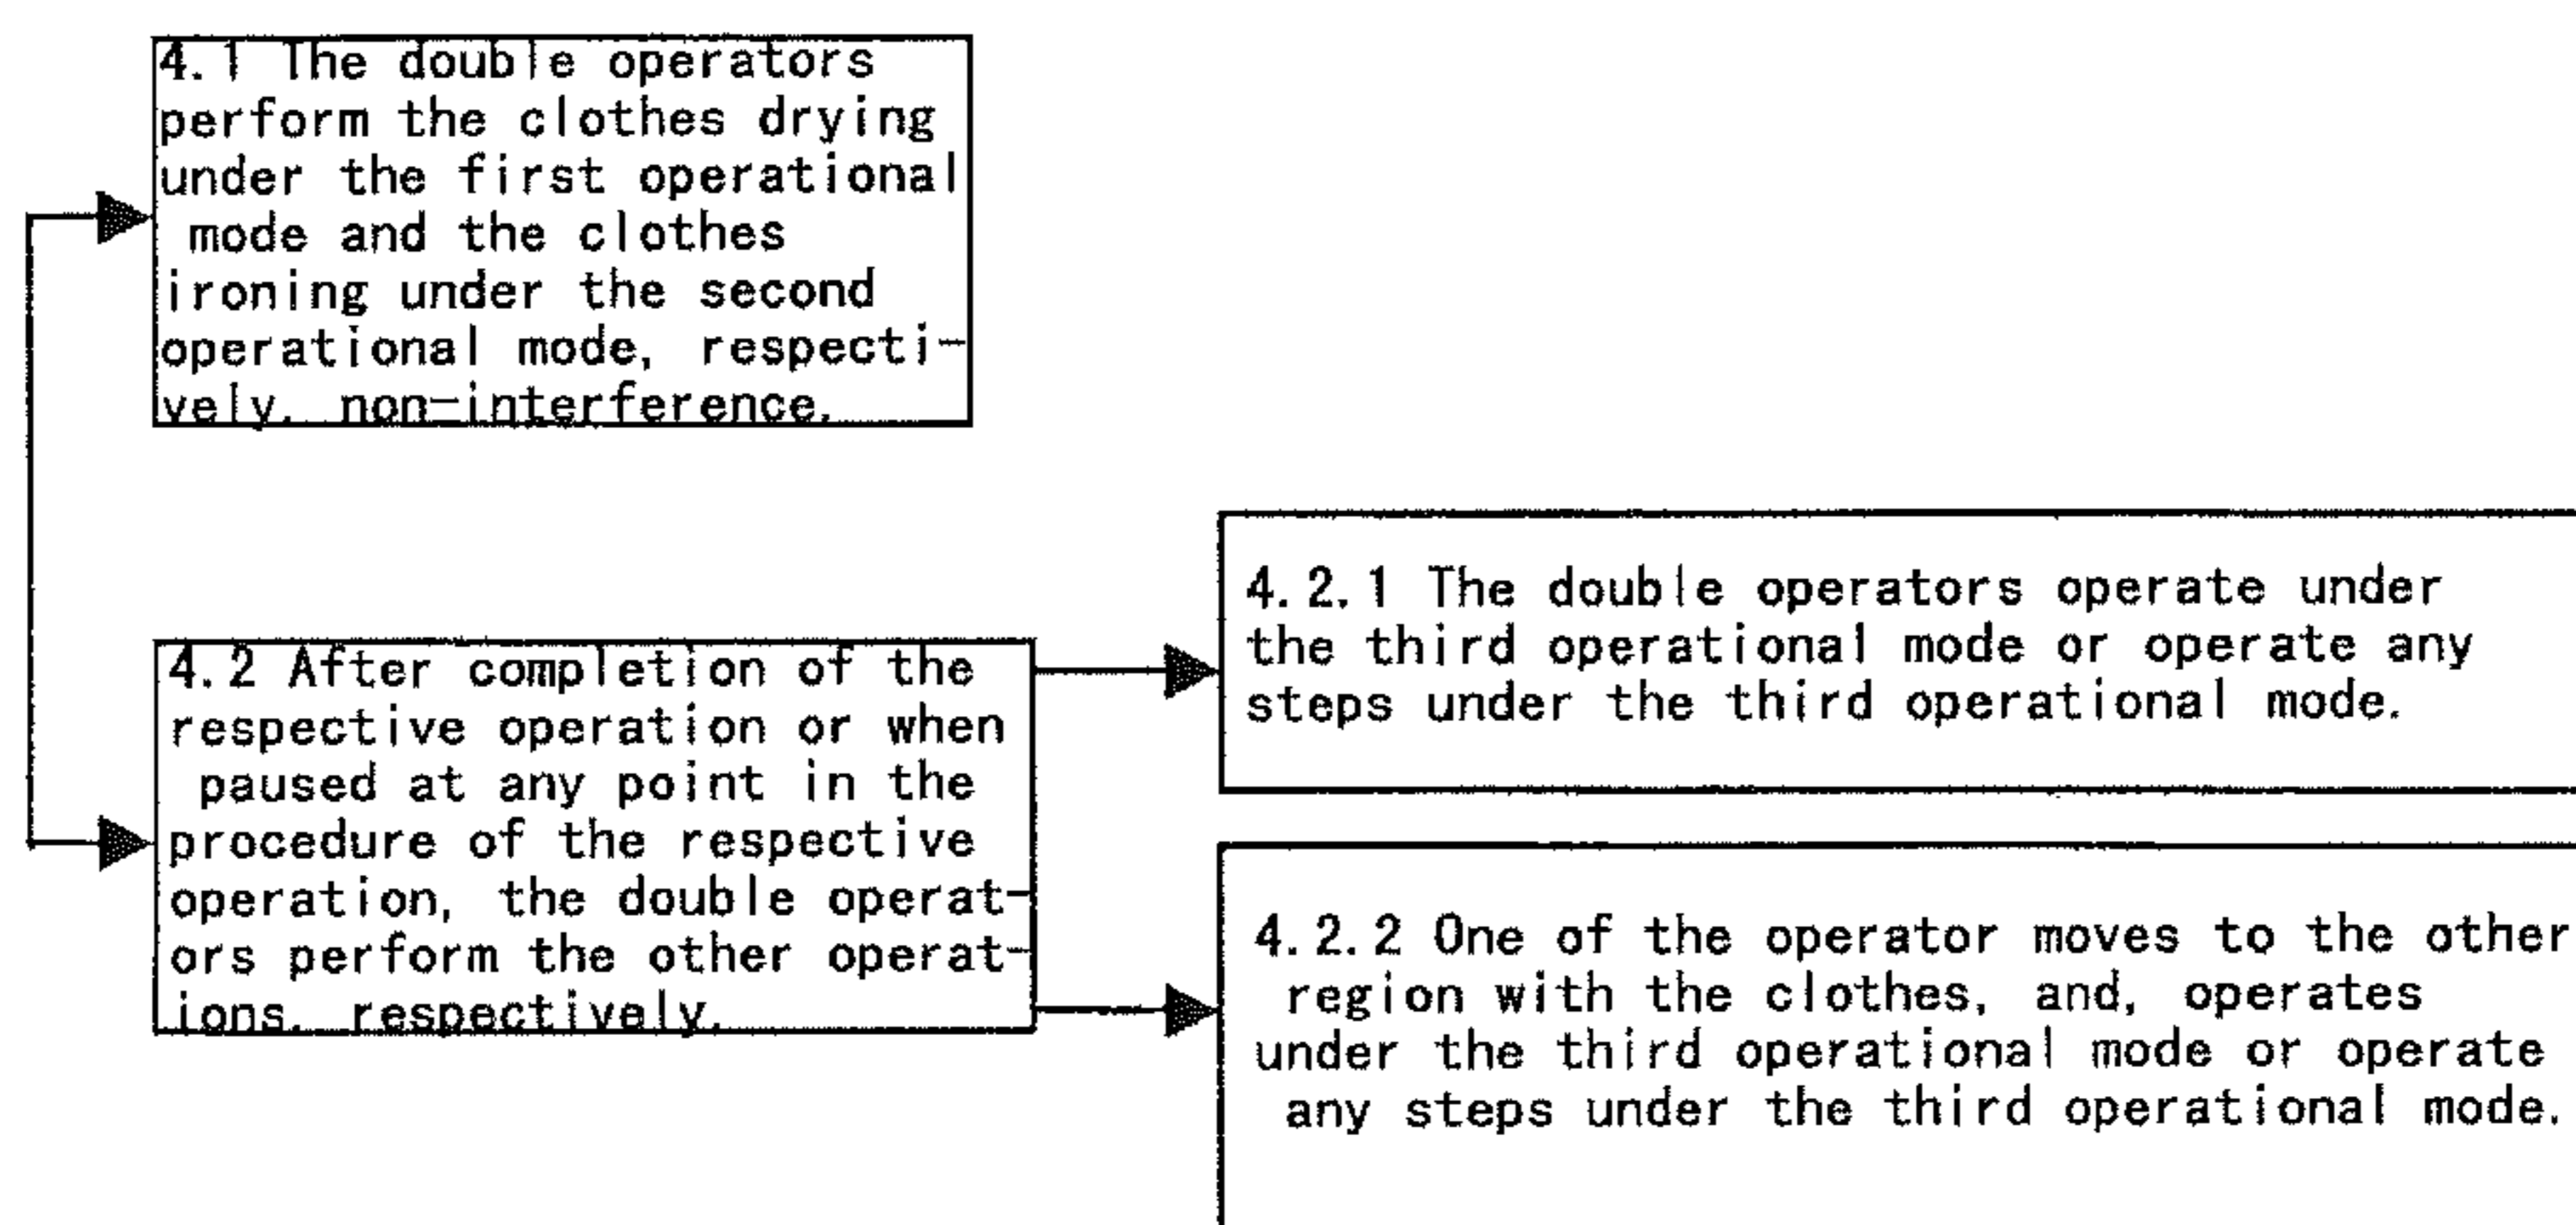 4.1 The double operators
perform the clothes drying
under the first operational
mode and the clothes
ironing under the second
operational mode, respecti-
vely, non-interference.
4.2 After completion of the
respective operation or when
paused at any point in the
procedure of the respective
operation, the double operat-
ors perform the other operat-
ions, respectively.
4.2.1 The double operators operate under
the third operational mode or operate any
steps under the third operational mode.
4.2.2 One of the operator moves to the other
region with the clothes, and, operates
under the third operational mode or operate
any steps under the third operational mode.